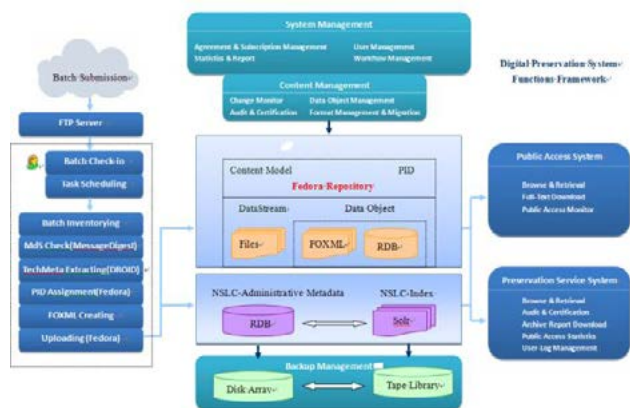 System Management
Agreement & Subscription Management
User Management
Statistics & Report
Workflow Management
Content Management
Change Monitor
Data Object Management
Audit & Certification
Format Management & Migration
Digital Preservation System
Functions Framework
Batch Submission
FTP Server
Batch Check-in
Task Scheduling
Batch Inventorying
Md5 Check(MessageDigest)
TechMeta Extracting(DROID)
PID Assignment(Fedora)
FOXML Creating
Uploading (Fedora)
Content Model
PID
Fedora Repository
DataStream
Data Object
Files
FOXML
RDB
NSLC-Administrative Metadata
NSLC-Index
RDB
Solr
Backup Management
Disk Array
Tape Library
Public Access System
Browse & Retrieval
Full-Text Download
Public Access Monitor
Preservation Service System
Browse & Retrieval
Audit & Certification
Archive Report Download
Public Access Statistics
User Log Management